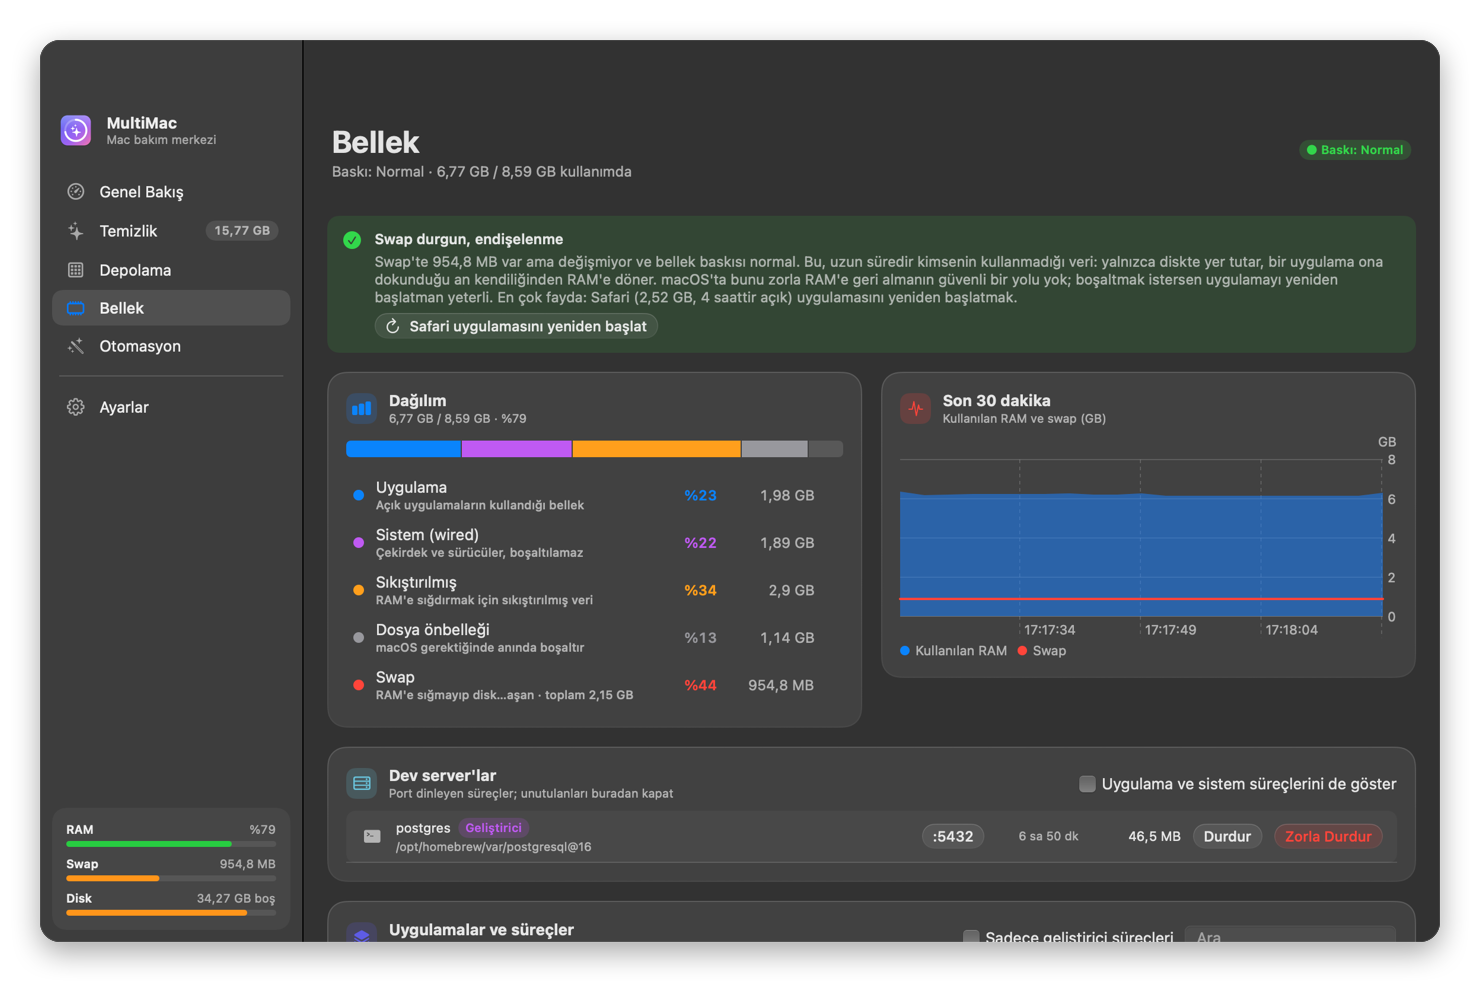 MultiMac
Mac bakım merkezi
Genel Bakış
Temizlik
15,77 GB
Depolama
Bellek
Otomasyon
Ayarlar
RAM
%79
Swap
954,8 MB
Disk
34,27 GB boş
Bellek
Baskı: Normal · 6,77 GB / 8,59 GB kullanımda
Baskı: Normal
Swap durgun, endişelenme
Swap'te 954,8 MB var ama değişmiyor ve bellek baskısı normal. Bu, uzun süredir kimsenin kullanmadığı veri: yalnızca diskte yer tutar, bir uygulama ona
dokunduğu an kendiliğinden RAM'e döner. macOS'ta bunu zorla RAM'e geri almanın güvenli bir yolu yok; boşaltmak istersen uygulamayı yeniden
başlatman yeterli. En çok fayda: Safari (2,52 GB, 4 saattir açık) uygulamasını yeniden başlatmak.
Safari uygulamasını yeniden başlat
Dağılım
6,77 GB / 8,59 GB · %79
Uygulama
Açık uygulamaların kullandığı bellek
%23
1,98 GB
Sistem (wired)
Çekirdek ve sürücüler, boşaltılamaz
%22
1,89 GB
Sıkıştırılmış
RAM'e sığdırmak için sıkıştırılmış veri
%34
2,9 GB
Dosya önbelleği
macOS gerektiğinde anında boşaltır
%13
1,14 GB
Swap
RAM'e sığmayıp disk...aşan · toplam 2,15 GB
%44
954,8 MB
Son 30 dakika
Kullanılan RAM ve swap (GB)
GB
8
6
4
2
0
17:17:34
17:17:49
17:18:04
Kullanılan RAM
Swap
Dev server'lar
Port dinleyen süreçler; unutulanları buradan kapat
Uygulama ve sistem süreçlerini de göster
postgres
Geliştirici
/opt/homebrew/var/postgresql@16
:5432
6 sa 50 dk
46,5 MB
Durdur
Zorla Durdur
Uygulamalar ve süreçler
Sadece geliştirici süreçleri
Ara